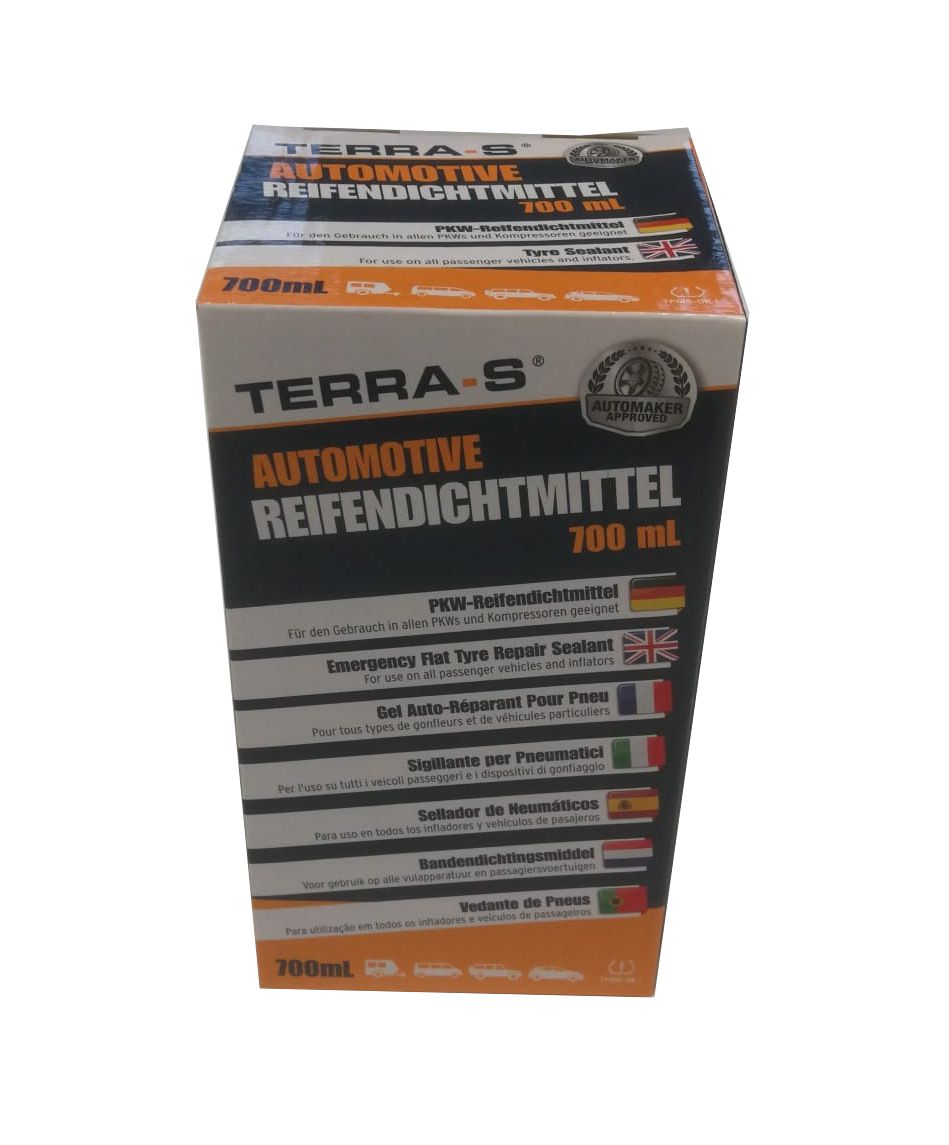 TERRA-S®
AUTOMAKER
AUTOMOTIVE
REIFENDICHTMITTEL
700 mL
PKW-Reifendichtmittel
Für den Gebrauch in allen PKWs und Kompressoren geeignet
Tyre Sealant
For use on all passenger vehicles and inflators.
700mL
TPMS-OK!
TERRA-S®
AUTOMAKER
APPROVED
AUTOMOTIVE
REIFENDICHTMITTEL
700 mL
PKW-Reifendichtmittel
Für den Gebrauch in allen PKWs und Kompressoren geeignet
Emergency Flat Tyre Repair Sealant
For use on all passenger vehicles and inflators
Gel Auto-Réparant Pour Pneu
Pour tous types de gonfleurs et de véhicules particuliers
Sigillante per Pneumatici
Per l'uso su tutti i veicoli passeggeri e i dispositivi di gonfiaggio
Sellador de Neumáticos
Para uso en todos los infladores y vehículos de pasajeros
Bandendichtingsmiddel
Voor gebruik op alle vulapparatuur en passagiersvoertuigen
Vedante de Pneus
Para utilização em todos os infladores e veículos de passageiros
700mL
TPMS-OK!